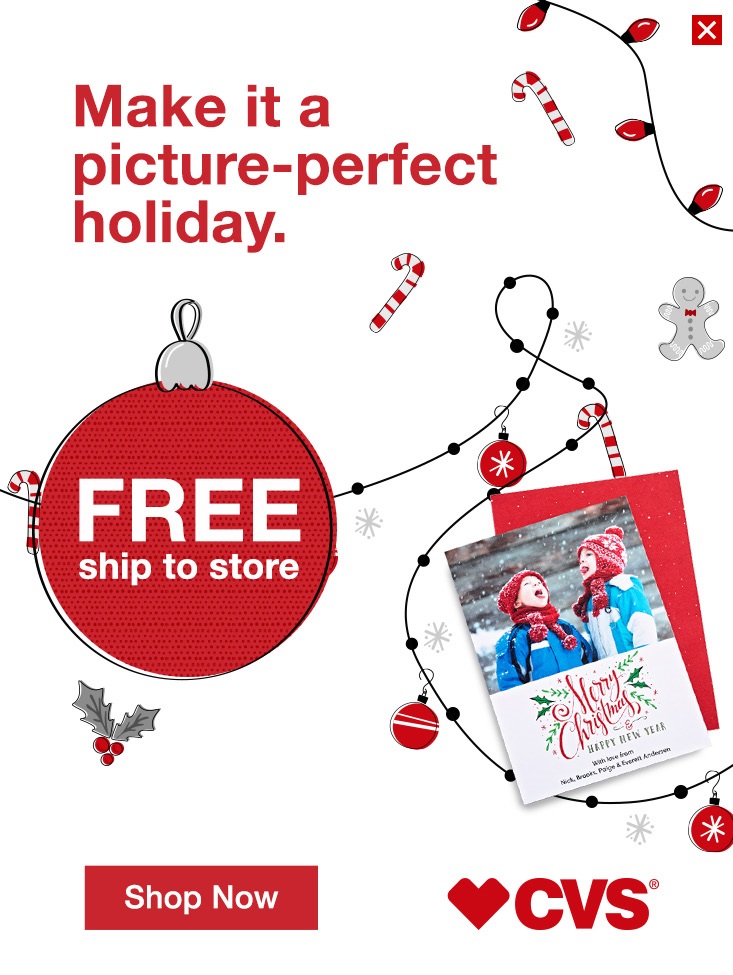 Make it a
picture-perfect
holiday.
FREE
ship to store
Merry
Christmas
&
HAPPY NEW YEAR
With love from
Nick, Brooks, Paige & Everett Anderson
Shop Now
CVS®